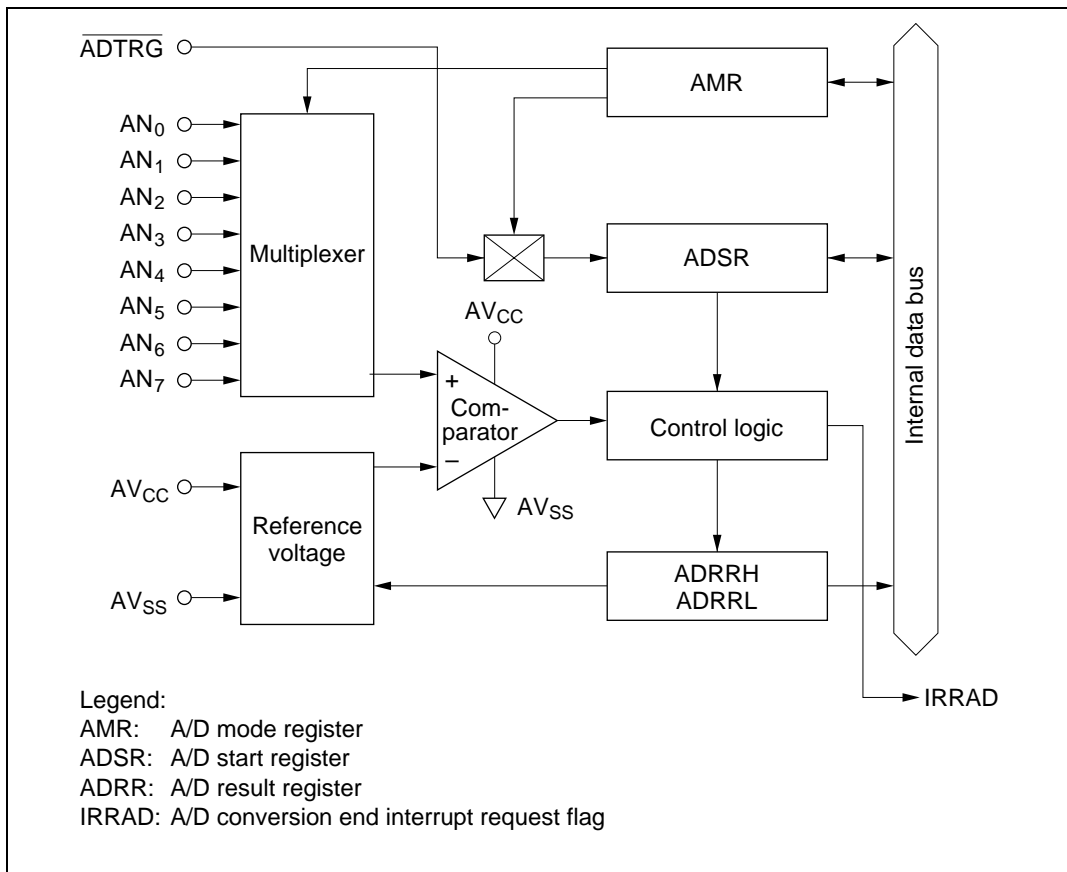 ADTRG
AMR
AN0
AN1
AN2
AN3
Multiplexer
ADSR
AN4
AN5
AVCC
AN6
AN7
+
Com-
parator
–
Control logic
Internal data bus
AVCC
AVSS
Reference
voltage
ADRRH
ADRRL
AVSS
IRRAD
Legend:
AMR: A/D mode register
ADSR: A/D start register
ADRR: A/D result register
IRRAD: A/D conversion end interrupt request flag